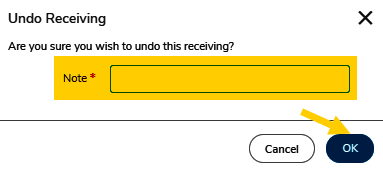 Undo Receiving
Are you sure you wish to undo this receiving?
Note *
Cancel OK